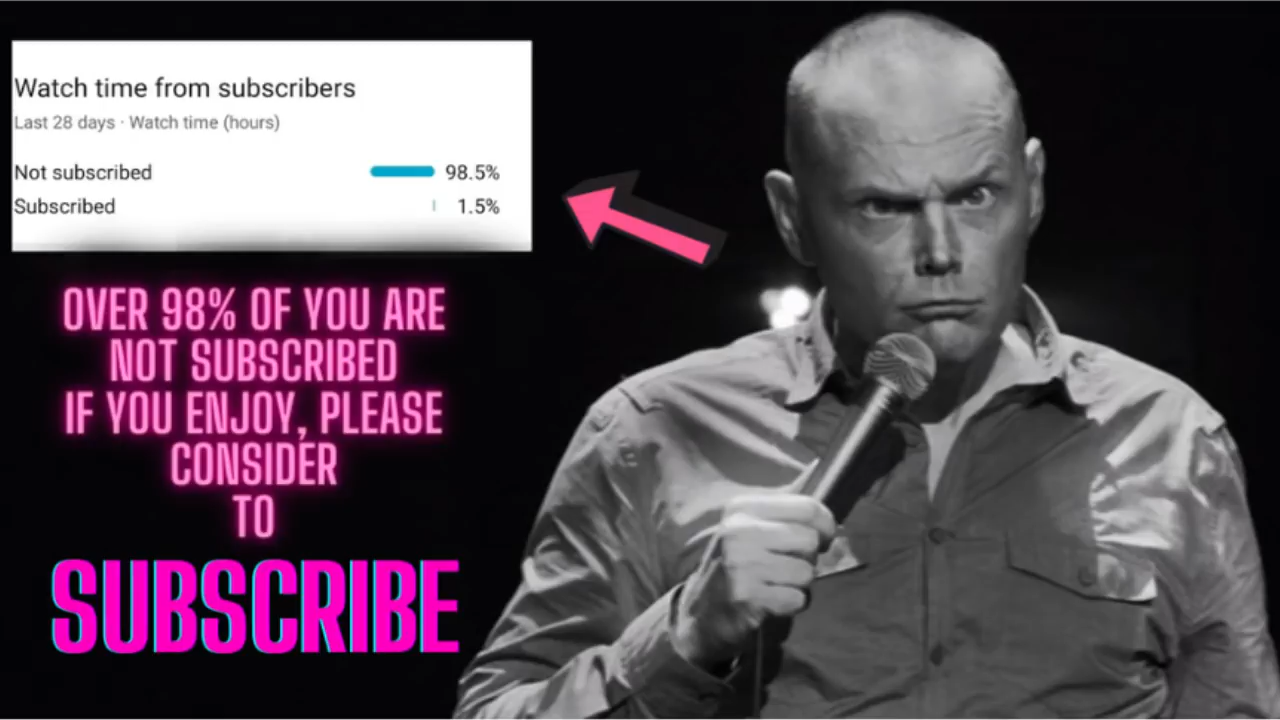 Watch time from subscribers
Last 28 days · Watch time (hours)
Not subscribed 98.5%
Subscribed 1.5%
OVER 98% OF YOU ARE
NOT SUBSCRIBED
IF YOU ENJOY, PLEASE
CONSIDER
TO
SUBSCRIBE